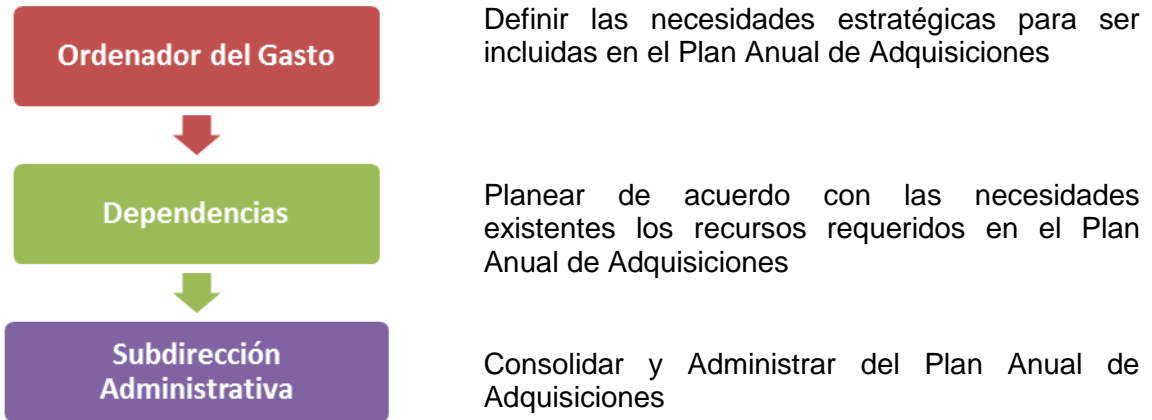 Ordenador del Gasto
Definir las necesidades estratégicas para ser
incluidas en el Plan Anual de Adquisiciones
Dependencias
Planear de acuerdo con las necesidades
existentes los recursos requeridos en el Plan
Anual de Adquisiciones
Subdirección
Administrativa
Consolidar y Administrar del Plan Anual de
Adquisiciones